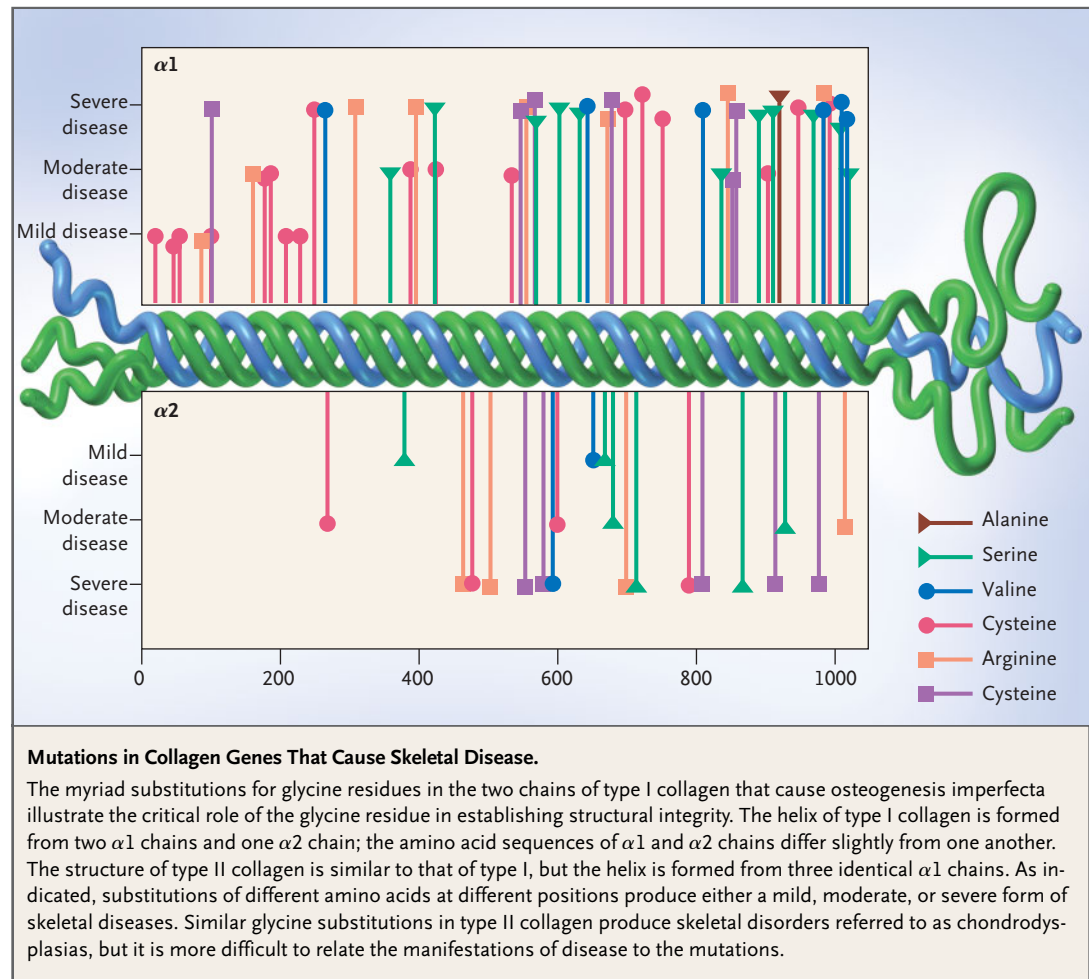 α1
Severe
disease
Moderate
disease
Mild disease
α2
Mild
disease
Moderate
disease
Severe
disease
0
200
400
600
800
1000
Alanine
Serine
Valine
Cysteine
Arginine
Cysteine
Mutations in Collagen Genes That Cause Skeletal Disease.
The myriad substitutions for glycine residues in the two chains of type I collagen that cause osteogenesis imperfecta
illustrate the critical role of the glycine residue in establishing structural integrity. The helix of type I collagen is formed
from two α1 chains and one α2 chain; the amino acid sequences of α1 and α2 chains differ slightly from one another.
The structure of type II collagen is similar to that of type I, but the helix is formed from three identical α1 chains. As in-
dicated, substitutions of different amino acids at different positions produce either a mild, moderate, or severe form of
skeletal diseases. Similar glycine substitutions in type II collagen produce skeletal disorders referred to as chondrodys-
plasias, but it is more difficult to relate the manifestations of disease to the mutations.